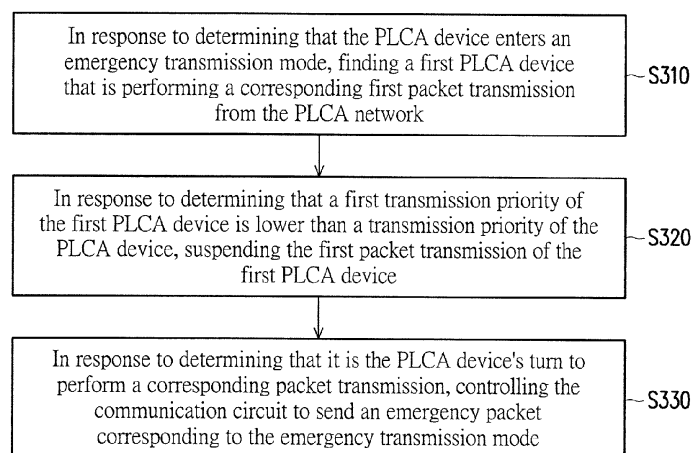 In response to determining that the PLCA device enters an
emergency transmission mode, finding a first PLCA device
that is performing a corresponding first packet transmission
from the PLCA network
S310
In response to determining that a first transmission priority of
the first PLCA device is lower than a transmission priority of the
PLCA device, suspending the first packet transmission of the
first PLCA device
S320
In response to determining that it is the PLCA device's turn to
perform a corresponding packet transmission, controlling the
communication circuit to send an emergency packet
corresponding to the emergency transmission mode
S330